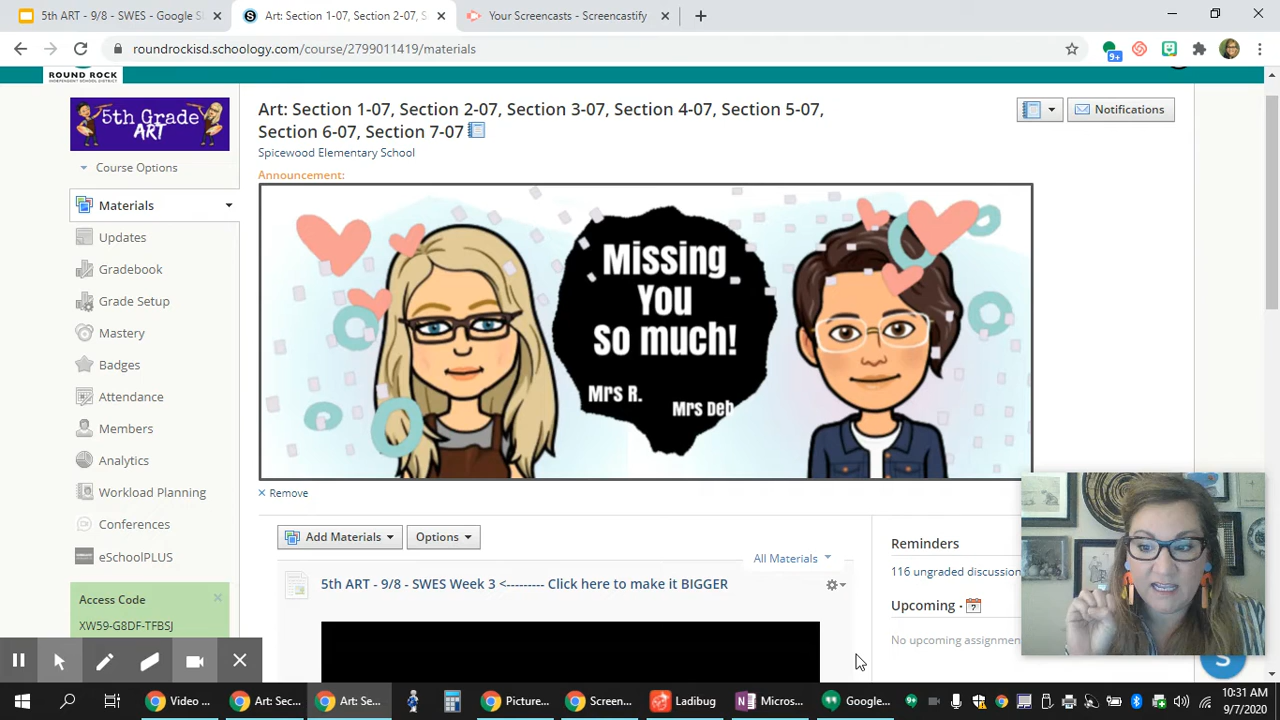 5th ART - 9/8 - SWES - Google S
Art: Section 1-07, Section 2-07, S
Your Screencasts - Screencastify
roundrockisd.schoology.com/course/2799011419/materials
9+
ROUND ROCK
5th Grade
ART
Art: Section 1-07, Section 2-07, Section 3-07, Section 4-07, Section 5-07,
Section 6-07, Section 7-07
Notifications
Spicewood Elementary School
Course Options
Announcement:
Materials
Updates
Gradebook
Grade Setup
Mastery
Badges
Attendance
Members
Analytics
Workload Planning
Conferences
eSchoolPLUS
Missing
You
So much!
Mrs R.
Mrs Deb
Remove
Add Materials
Options
All Materials
5th ART - 9/8 - SWES Week 3 <--------- Click here to make it BIGGER
Reminders
116 ungraded discussion
Upcoming
No upcoming assignmen
Access Code
XW59-G8DF-TFBSJ
Video ...
Art: Sec...
Art: Se...
Picture...
Screen...
Ladibug
Micros...
Google...
10:31 AM
9/7/2020